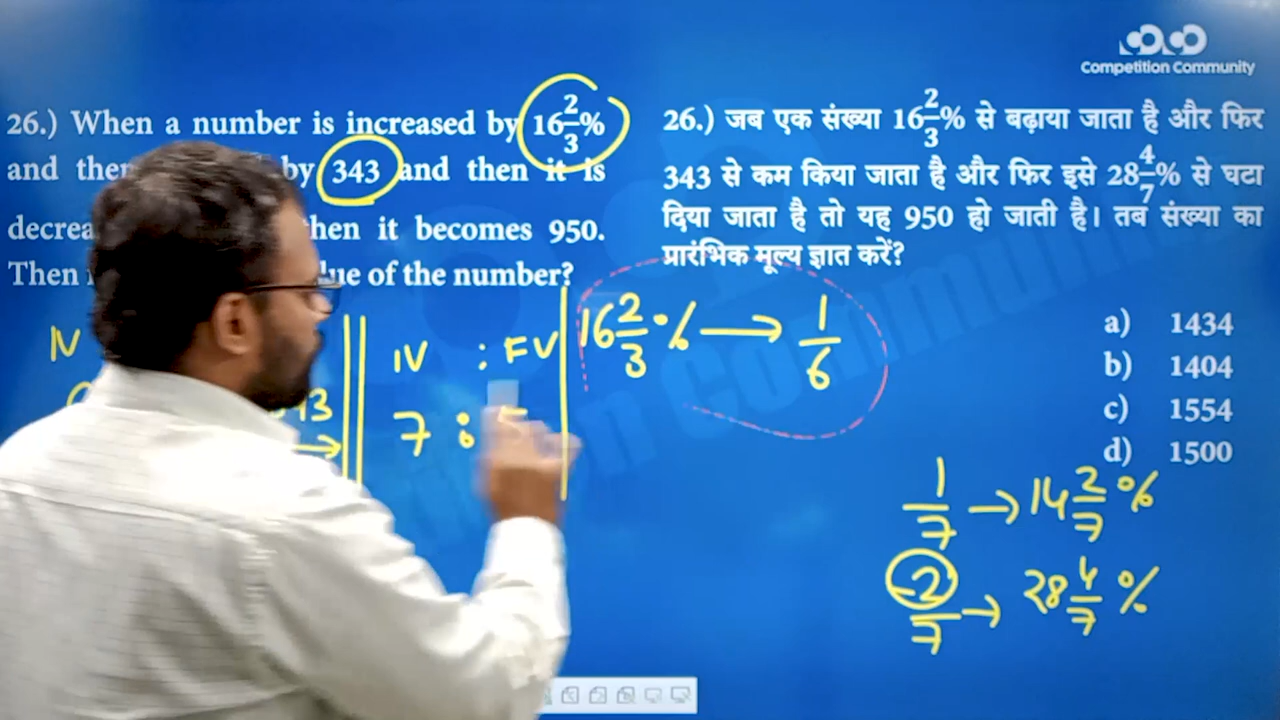 Competition Community
26.) When a number is increased by 16 2/3%
and then by 343 and then it is
then it becomes 950.
Then of the number?
26.) जब एक संख्या 16 2/3% से बढ़ाया जाता है और फिर
343 से कम किया जाता है और फिर इसे 28 4/7% से घटा
दिया जाता है तो यह 950 हो जाती है। तब संख्या का
प्रारंभिक मूल्य ज्ञात करें?
a) 1434
b) 1404
c) 1554
d) 1500
IV
IV : FV
7 : 5
16 2/3 % → 1/6
1/7 → 14 2/7 %
-2/7 → 28 4/7 %